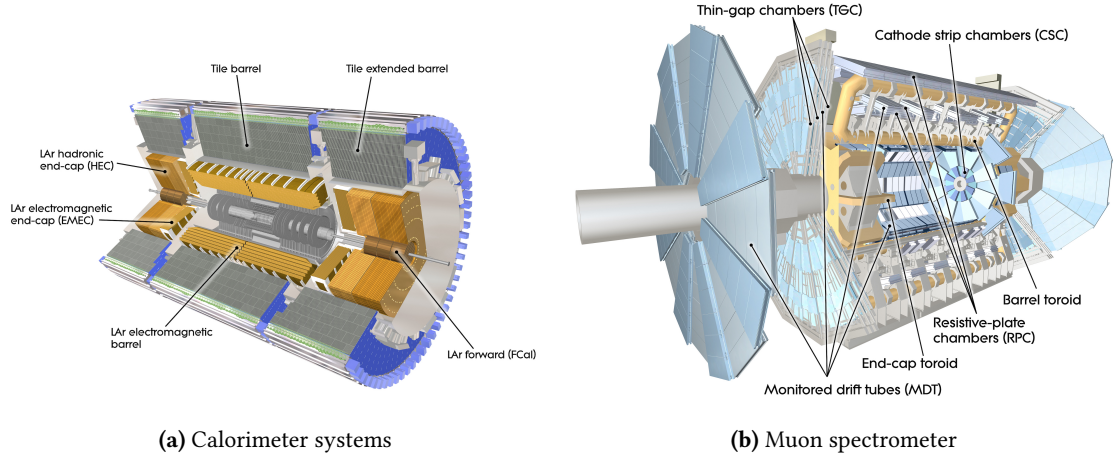 Tile barrel
Tile extended barrel
LAr hadronic
end-cap (HEC)
LAr electromagnetic
end-cap (EMEC)
LAr electromagnetic
barrel
LAr forward (FCal)
(a) Calorimeter systems
Thin-gap chambers (TGC)
Cathode strip chambers (CSC)
Barrel toroid
Resistive-plate
chambers (RPC)
End-cap toroid
Monitored drift tubes (MDT)
(b) Muon spectrometer